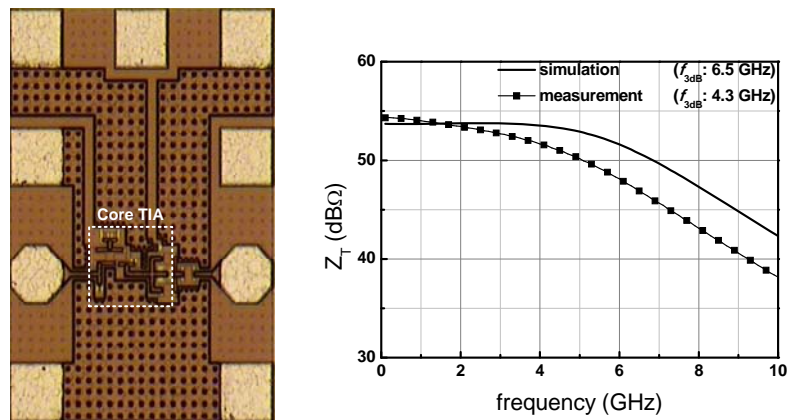 Core TIA
simulation (f3dB: 6.5 GHz)
measurement (f3dB: 4.3 GHz)
60
50
40
30
ZT (dBΩ)
0 2 4 6 8 10
frequency (GHz)